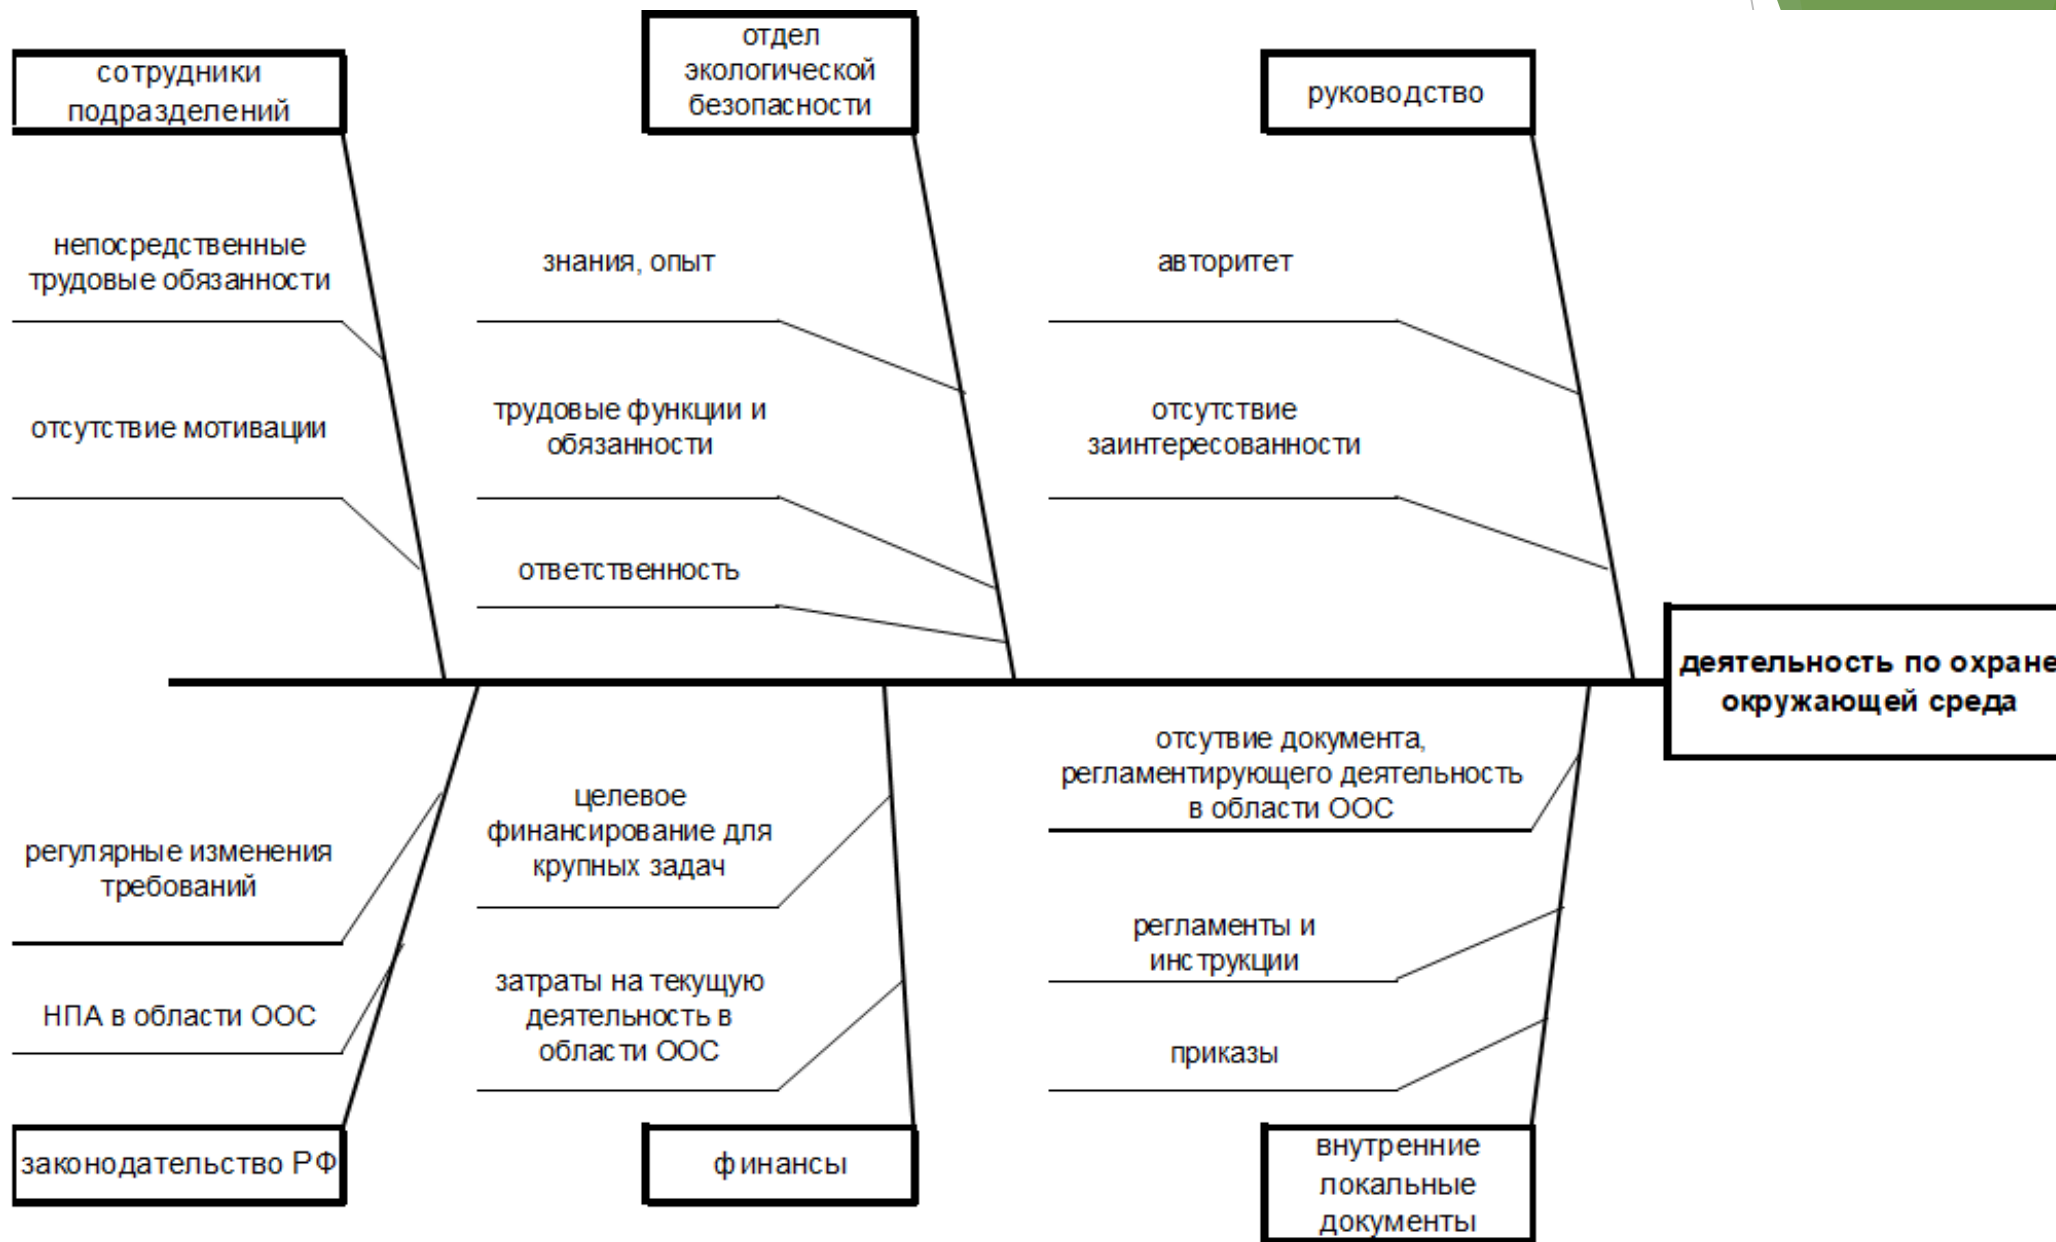 сотрудники
подразделений
отдел
экологической
безопасности
руководство
непосредственные
трудовые обязанности
знания, опыт
авторитет
отсутствие мотивации
трудовые функции и
обязанности
отсутствие
заинтересованности
ответственность
деятельность по охране
окружающей среда
отсутвие документа,
регламентирующего деятельность
в области ООС
целевое
финансирование для
крупных задач
регулярные изменения
требований
регламенты и
инструкции
затраты на текущую
деятельность в
области ООС
НПА в области ООС
приказы
законодательство РФ
финансы
внутренние
локальные
документы